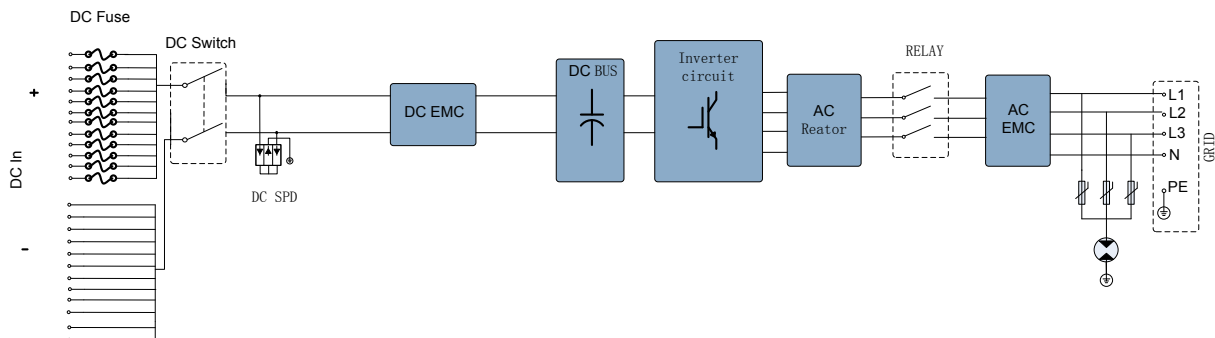 DC Fuse
DC Switch
+
DC In
-
DC SPD
DC EMC
DC BUS
Inverter
circuit
AC
Reator
RELAY
AC
EMC
L1
L2
L3
N
PE
GRID